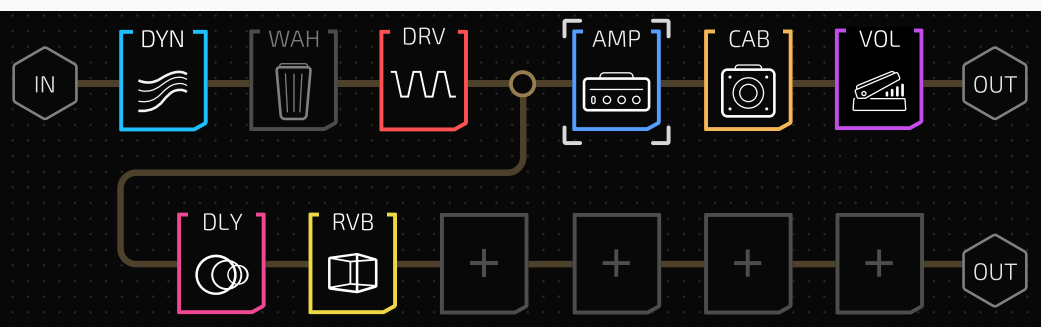 IN
DYN
WAH
DRV
AMP
CAB
VOL
OUT
DLY
RVB
+
+
+
+
OUT